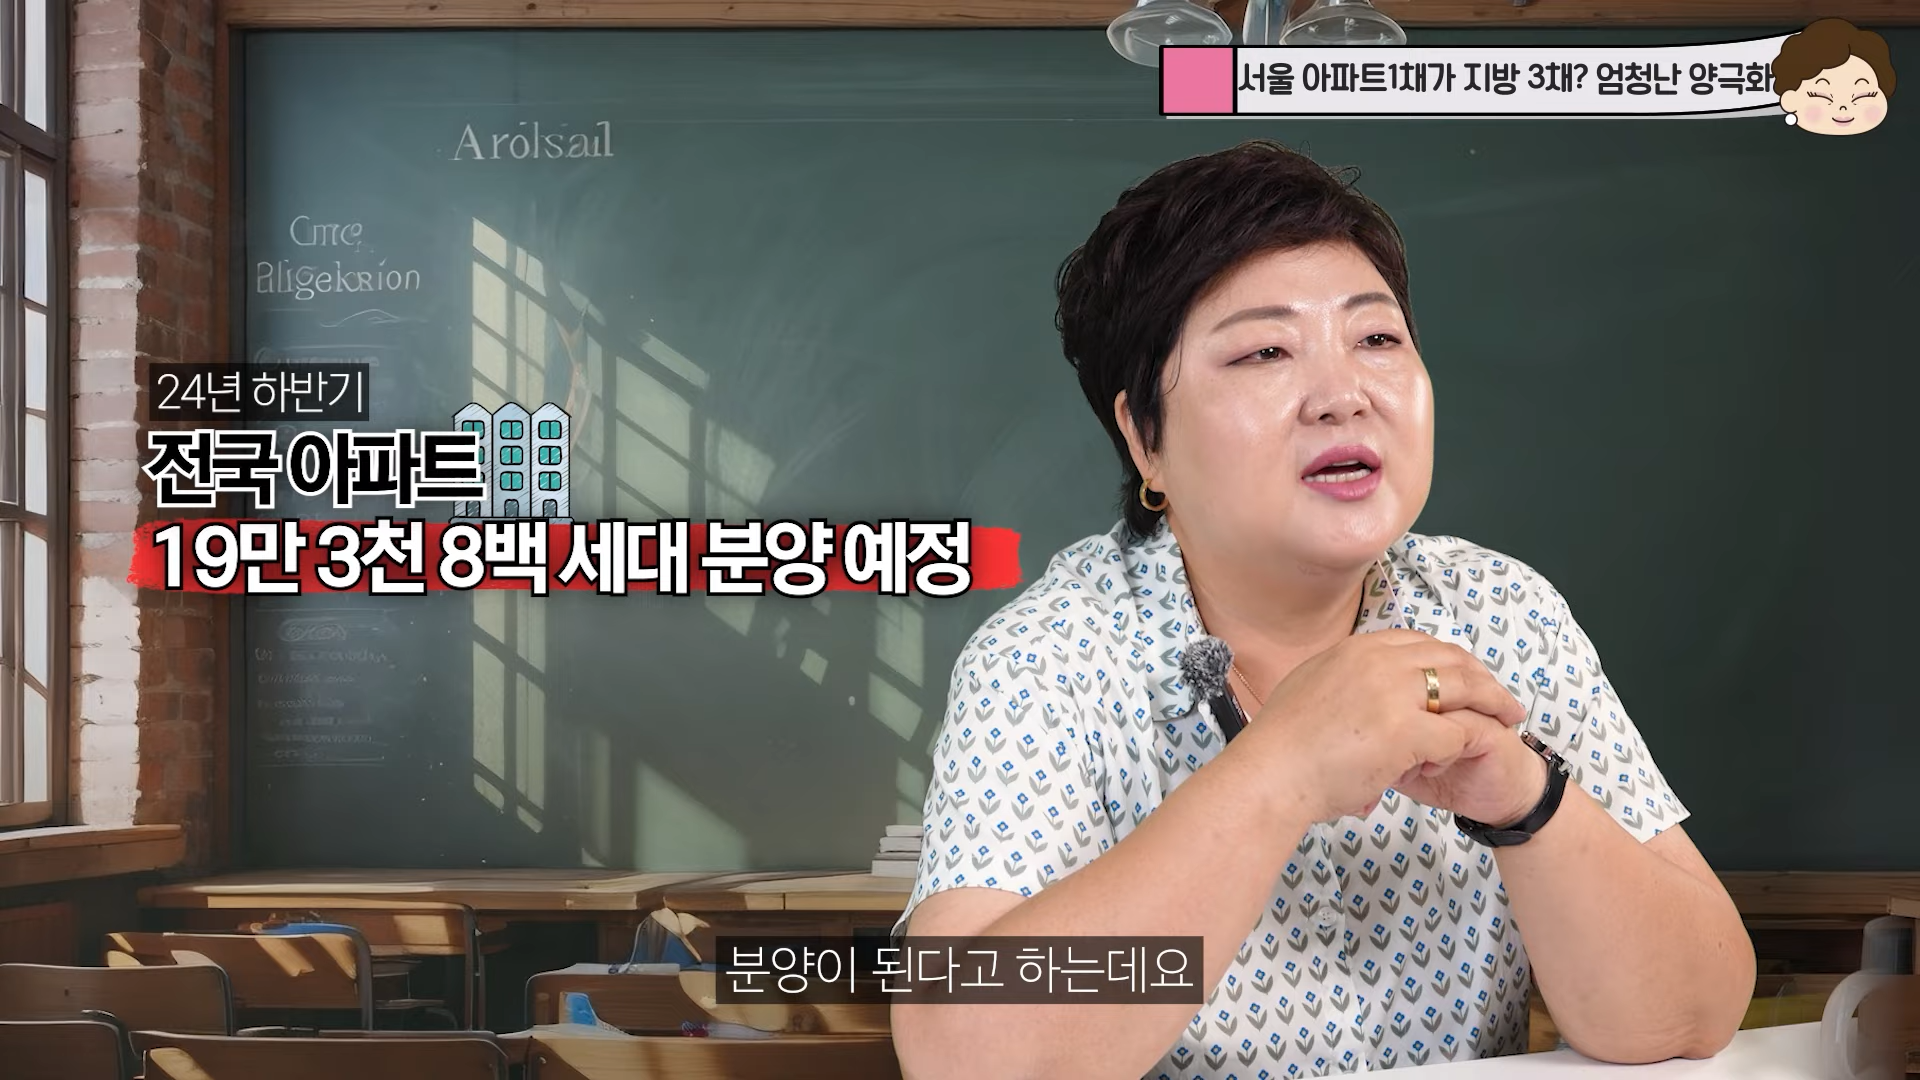 서울 아파트1채가 지방 3채? 엄청난 양극화
Arolsail
24년 하반기
전국 아파트
19만 3천 8백 세대 분양 예정
분양이 된다고 하는데요